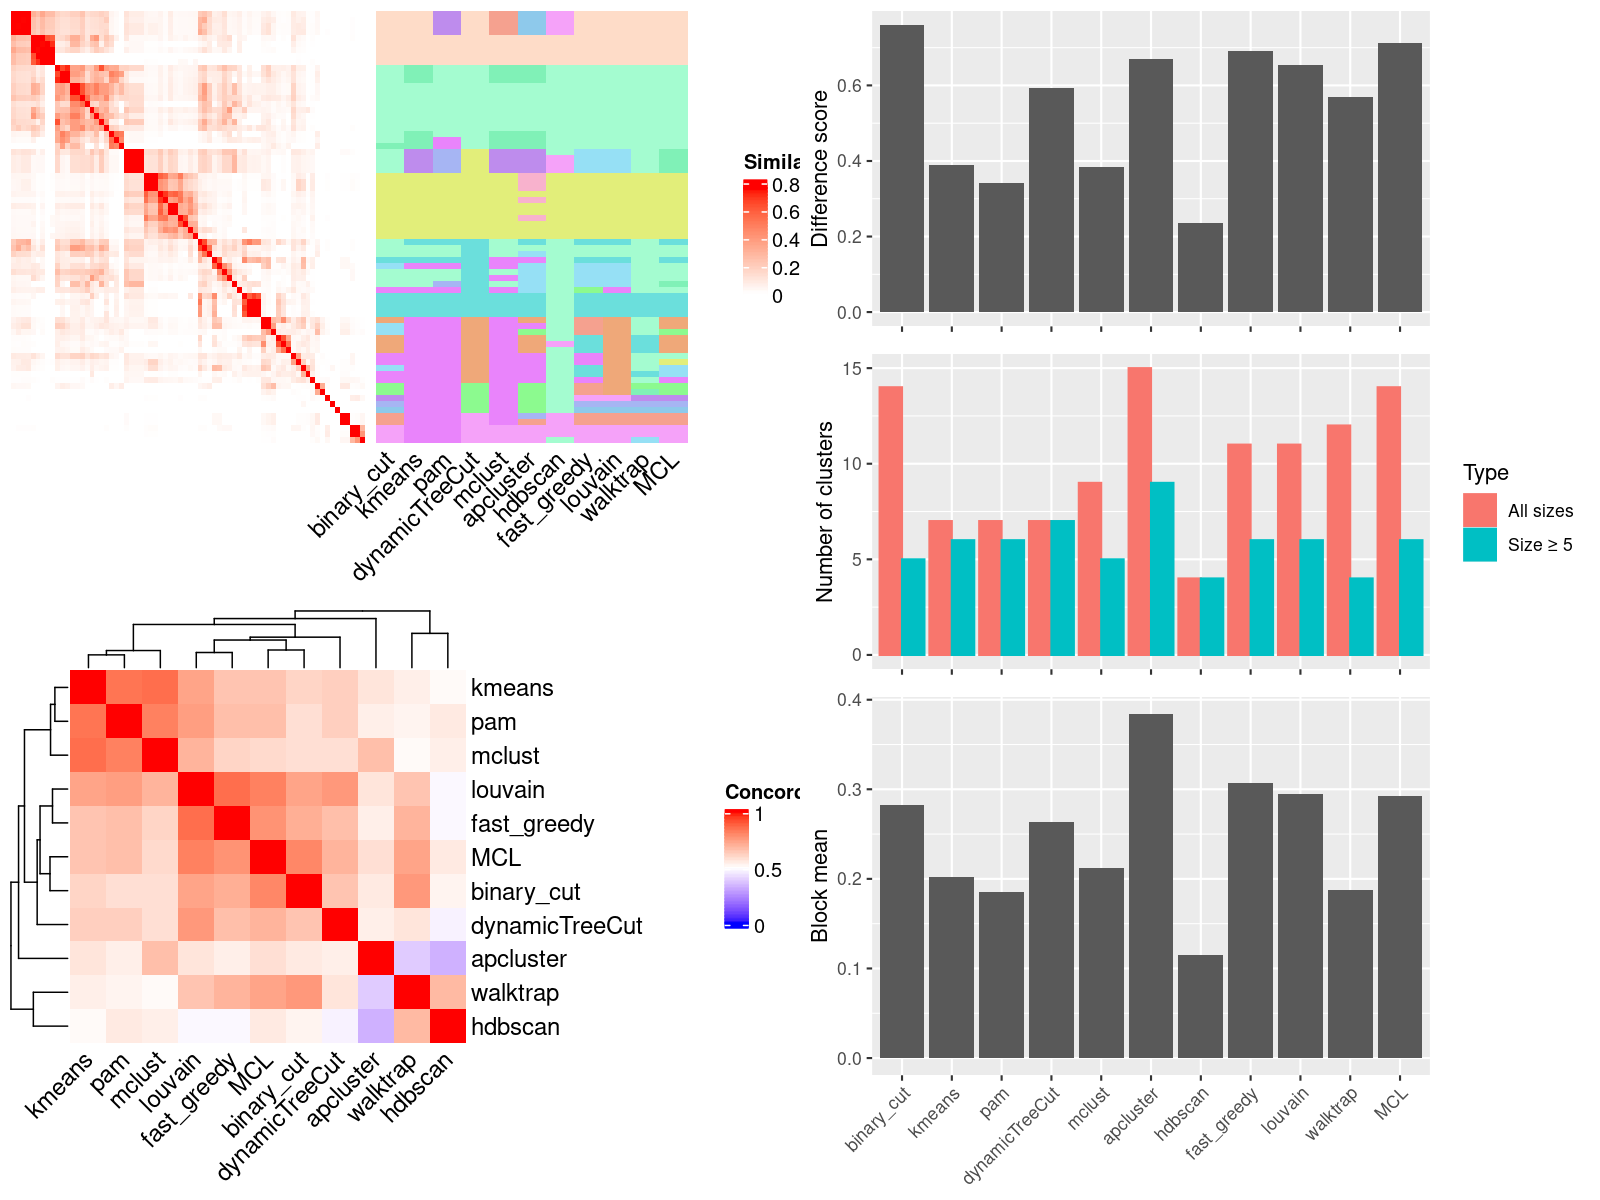 Simila
0.8
0.6
0.4
0.2
0
binary_cut
kmeans
pam
dynamicTreeCut
mclust
apcluster
hdbscan
fast_greedy
louvain
walktrap
MCL
kmeans
pam
mclust
louvain
fast_greedy
MCL
binary_cut
dynamicTreeCut
apcluster
walktrap
hdbscan
kmeans
pam
mclust
louvain
fast_greedy
MCL
binary_cut
dynamicTreeCut
apcluster
walktrap
hdbscan
Concord
1
0.5
0
Difference score
0.6
0.4
0.2
0.0
Number of clusters
15
10
5
0
Type
All sizes
Size ≥ 5
Block mean
0.4
0.3
0.2
0.1
0.0
binary_cut
kmeans
pam
dynamicTreeCut
mclust
apcluster
hdbscan
fast_greedy
louvain
walktrap
MCL